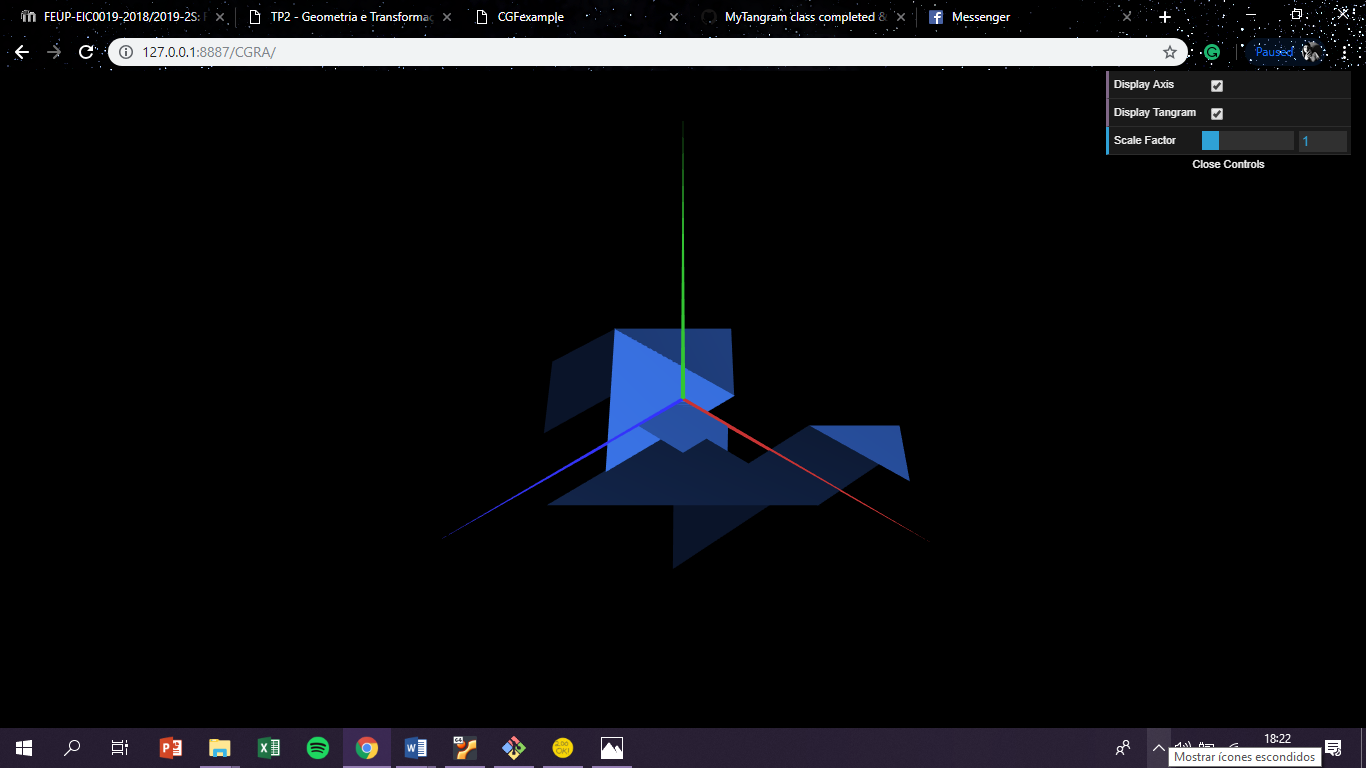 FEUP-EIC0019-2018/2019-2S:
TP2 - Geometria e Transformaç
CGFexample
MyTangram class completed &
Messenger
127.0.0.1:8887/CGRA/
Paused
Display Axis
Display Tangram
Scale Factor
1
Close Controls
18:22
Mostrar ícones escondidos